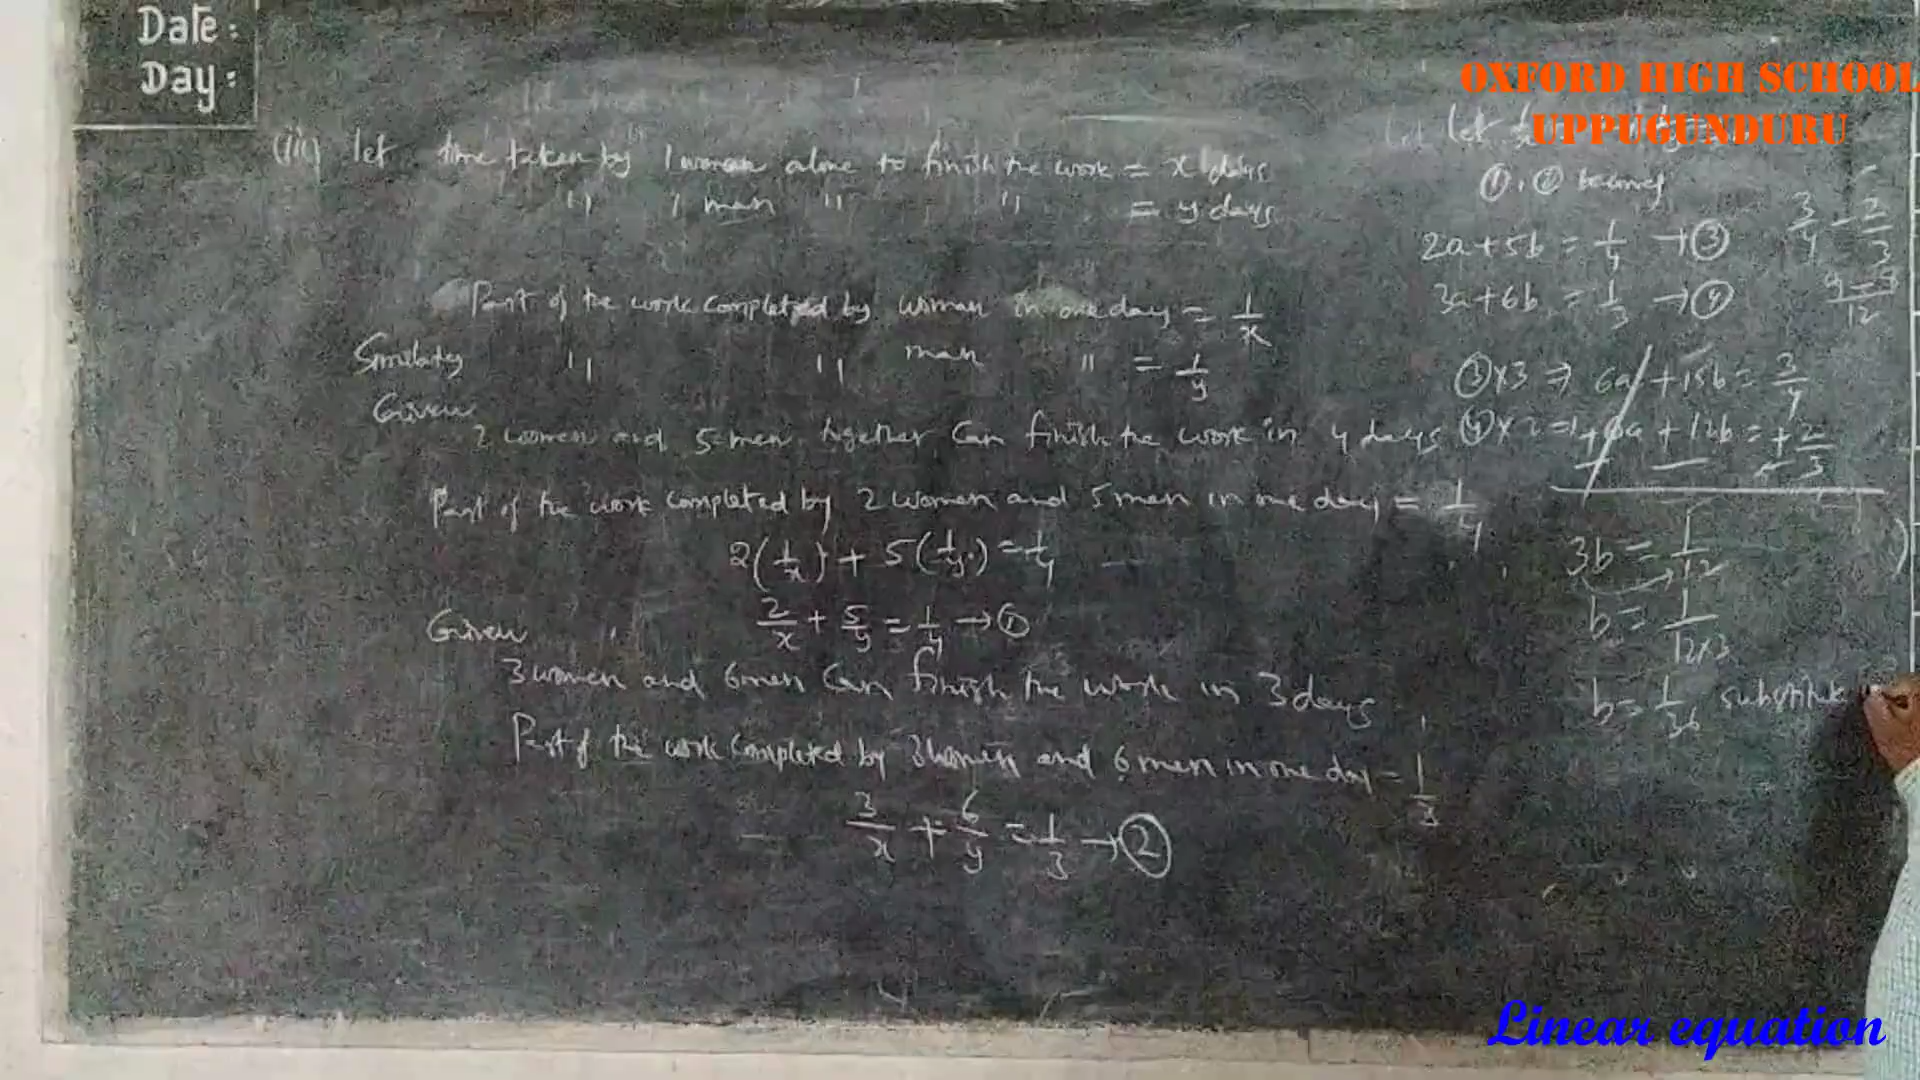 Date:
Day:
OXFORD HIGH SCHOOL
UPPUGUNDURU
(iii) let time taken by 1 woman alone to finish the work = x days
" 1 man " " = y days
Part of the work completed by woman in one day = 1/x
Similarly " " man " = 1/y
Given
2 women and 5 men together can finish the work in 4 days
Part of the work completed by 2 women and 5 men in one day = 1/4
2(1/x) + 5(1/y) = 1/4
2/x + 5/y = 1/4 → ①
Given
3 women and 6 men can finish the work in 3 days
Part of the work completed by 3 women and 6 men in one day = 1/3
3/x + 6/y = 1/3 → ②
let
①, ② becomes
2a + 5b = 1/4 → ③
3a + 6b = 1/3 → ④
3/4 - 2/3
12
③ x 3 ⇒ 6a + 15b = 3/4
④ x 2 ⇒ 6a + 12b = 2/3
3b = 1/12
b = 1/12x3
b = 1/36 substitute
Linear equation